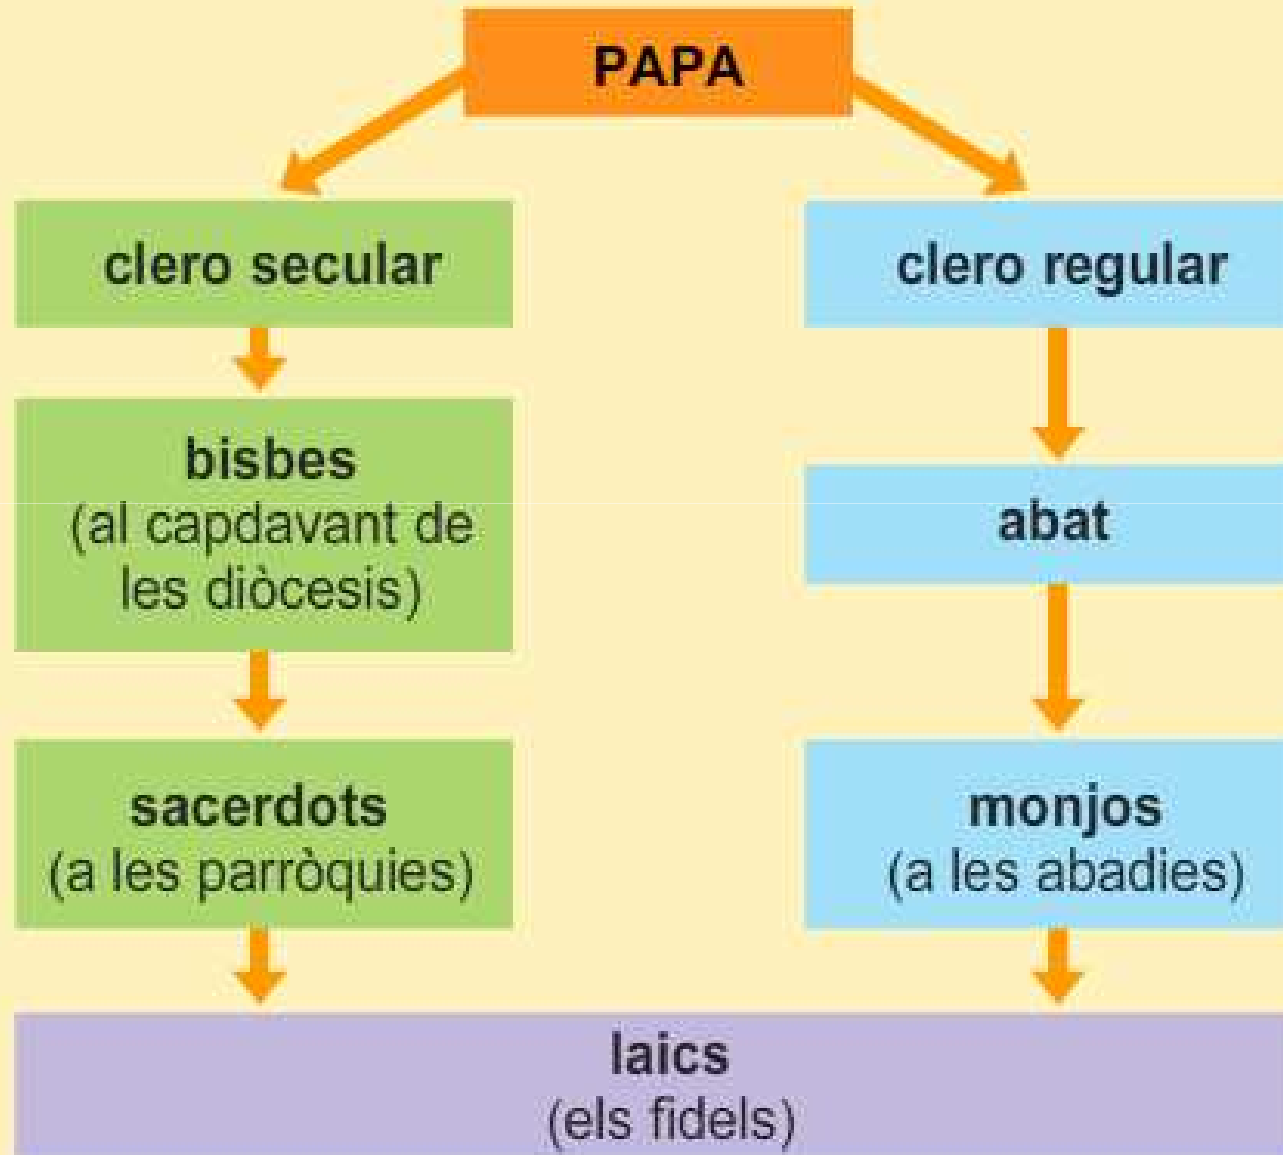 PAPA
clero secular
clero regular
bisbes
(al capdavant de
les diòcesis)
abat
sacerdots
(a les parròquies)
monjos
(a les abadies)
laics
(els fidels)